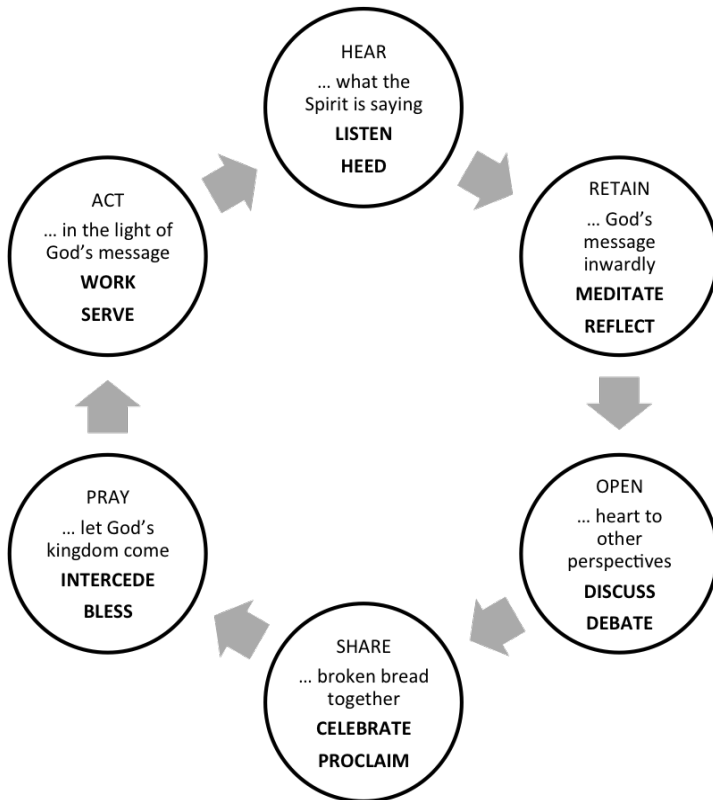 HEAR
... what the
Spirit is saying
LISTEN
HEED
RETAIN
... God’s
message
inwardly
MEDITATE
REFLECT
OPEN
... heart to
other
perspectives
DISCUSS
DEBATE
SHARE
... broken bread
together
CELEBRATE
PROCLAIM
PRAY
... let God’s
kingdom come
INTERCEDE
BLESS
ACT
... in the light of
God’s message
WORK
SERVE